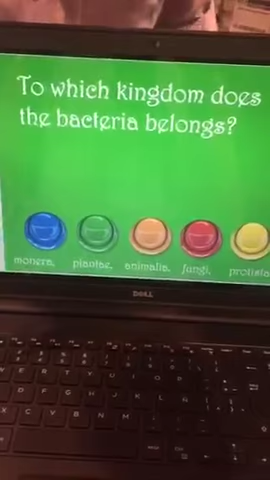 To which kingdom does
the bacteria belongs?
monera. plantae. animalia. fungi. protista
DELL